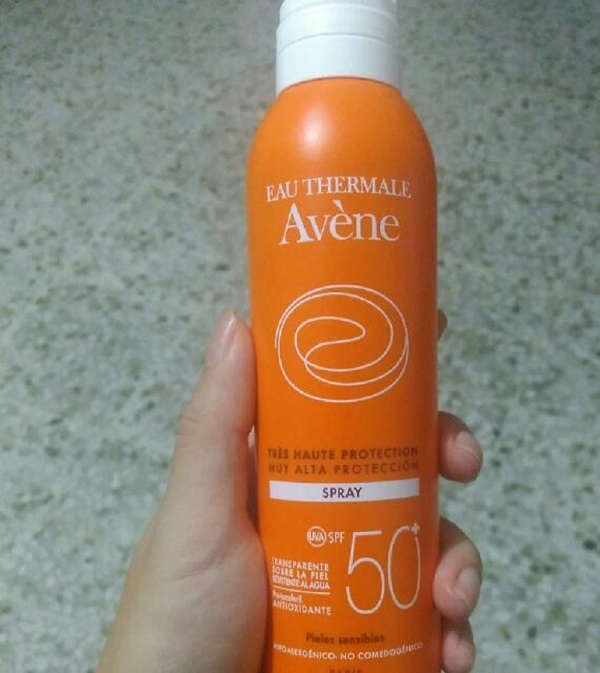 EAU THERMALE
Avène
TRÈS HAUTE PROTECTION
MUY ALTA PROTECCIÓN
SPRAY
UVA SPF 50+
TRANSPARENTE
SOBRE LA PIEL
RESISTENTE AL AGUA
ANTIOXIDANTE
Pieles sensibles
HIPOALERGÉNICO- NO COMEDOGÉNICO
PARIS